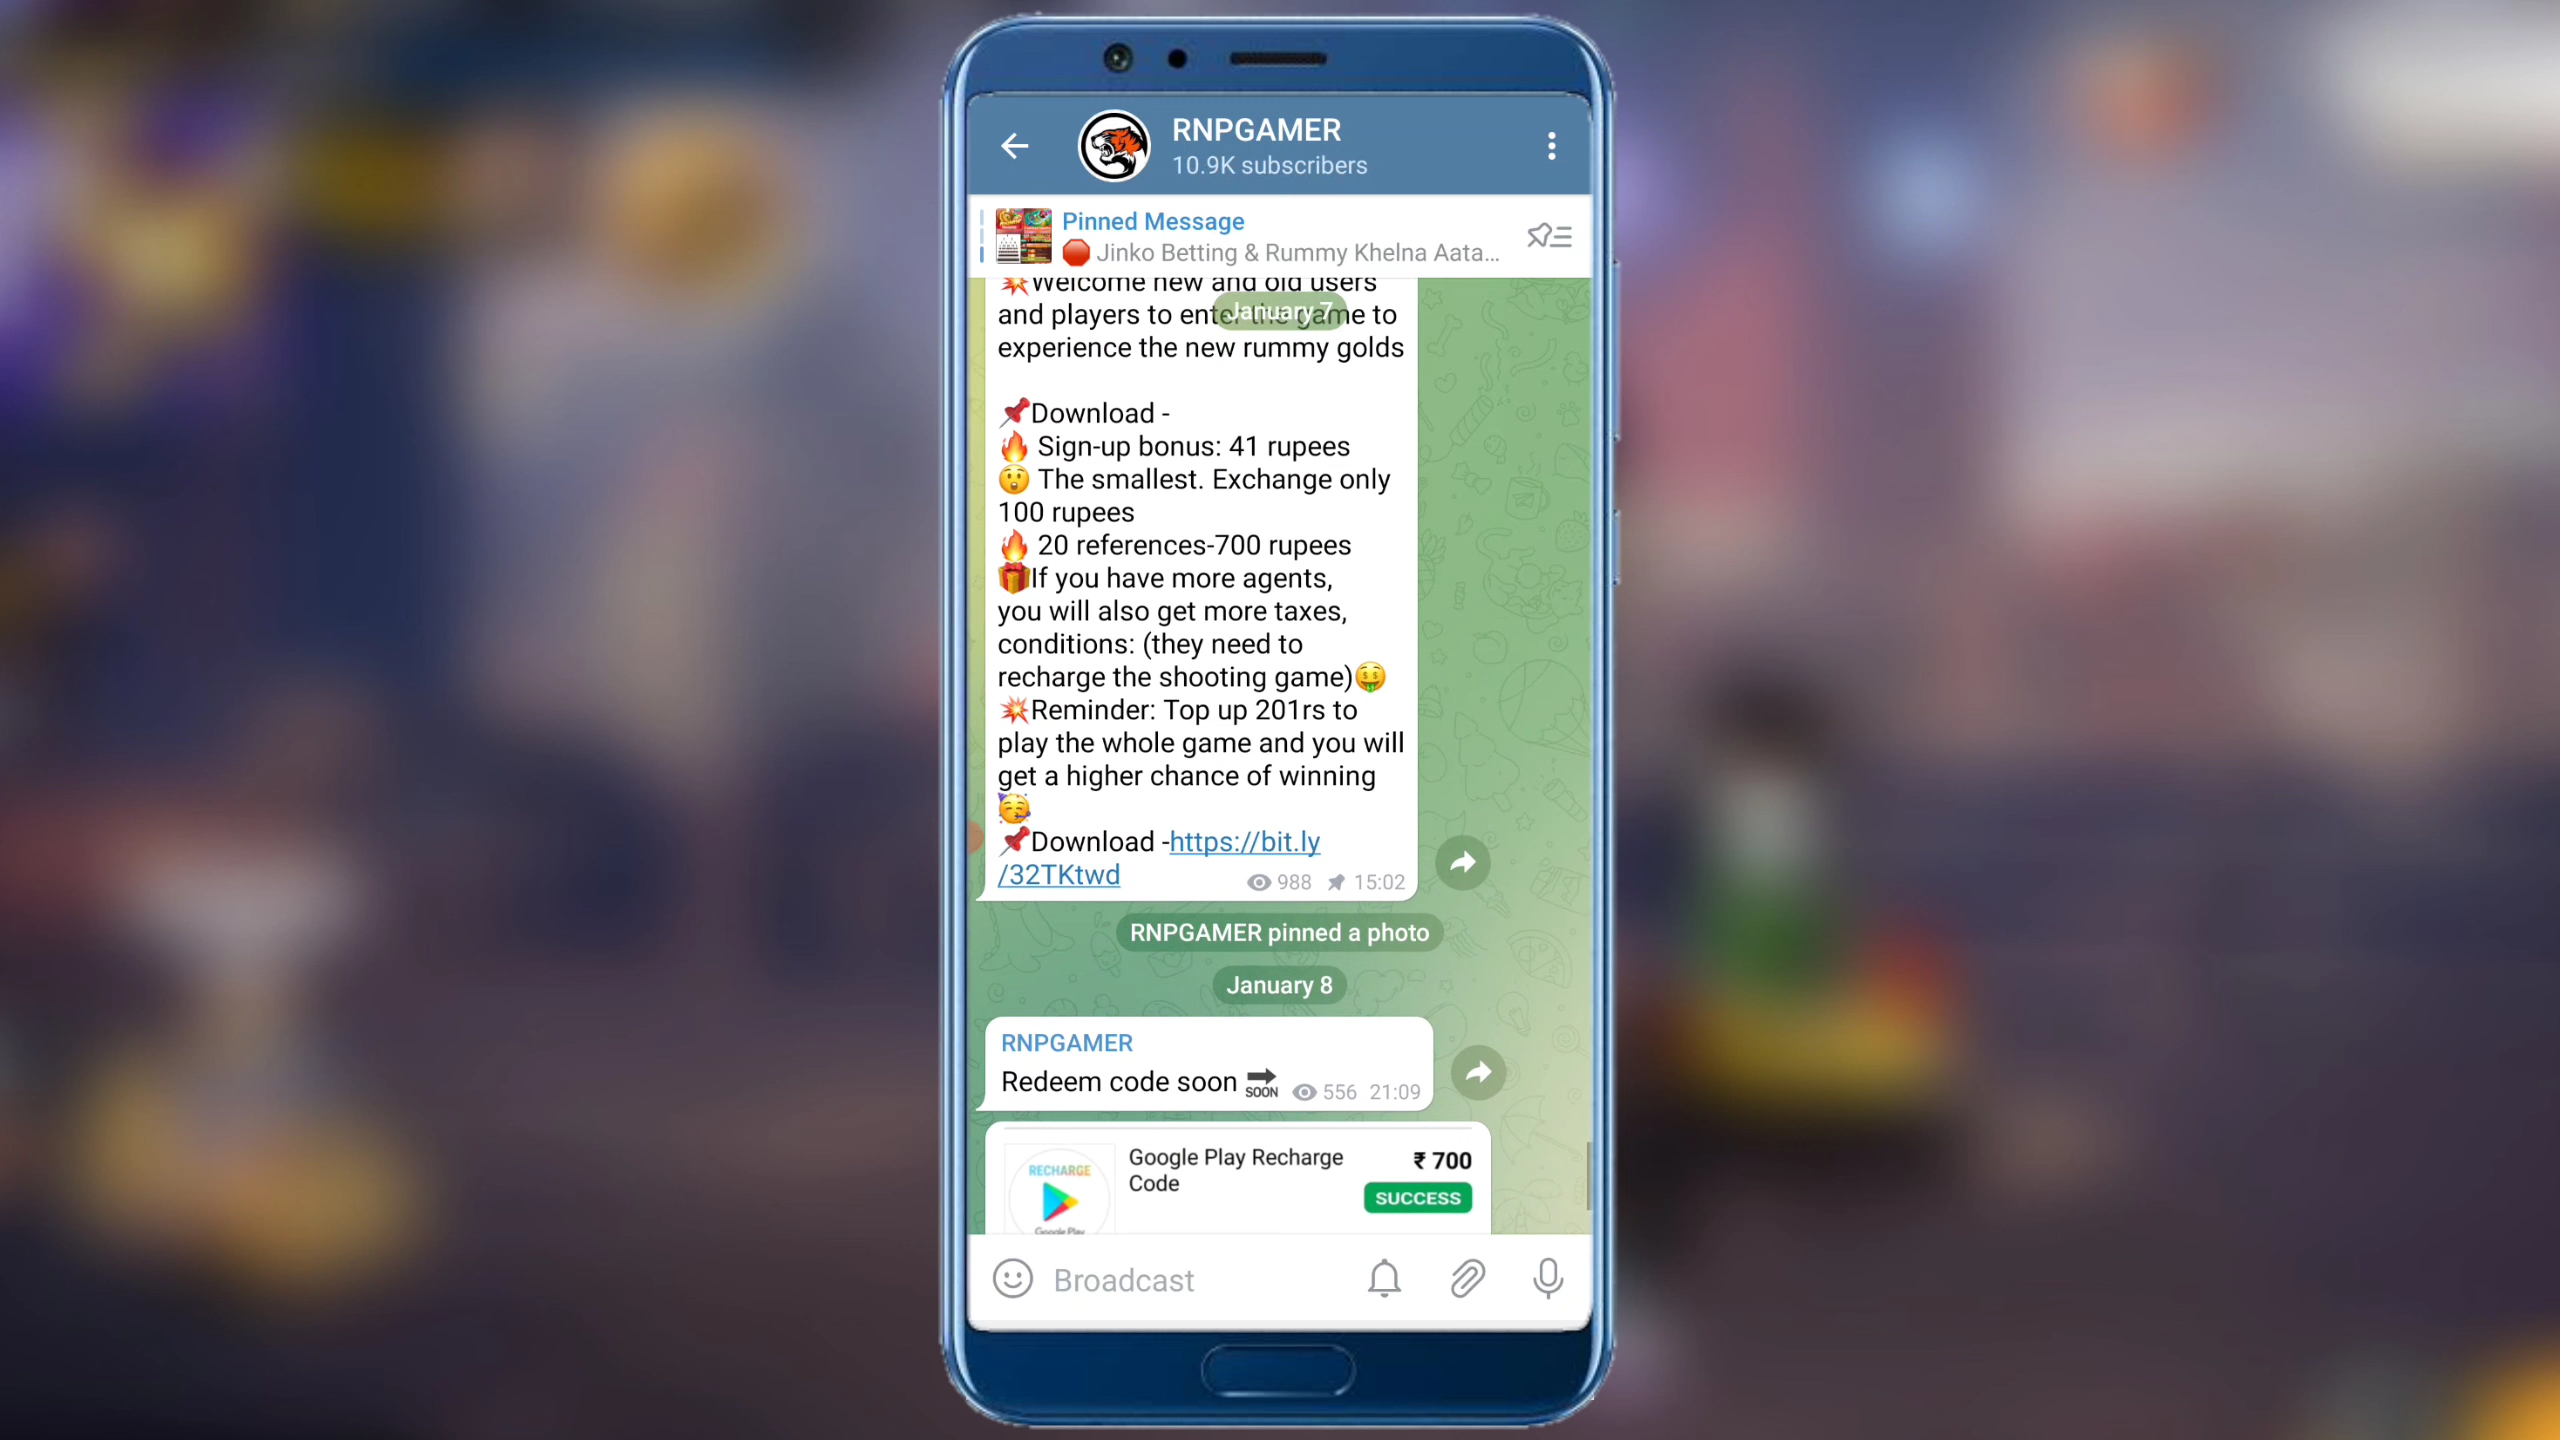 RNPGAMER
10.9K subscribers
Pinned Message
🛑 Jinko Betting & Rummy Khelna Aata...
💥Welcome new and old users
January 7
and players to enter the game to
experience the new rummy golds
📌Download -
🔥 Sign-up bonus: 41 rupees
😲 The smallest. Exchange only
100 rupees
🔥 20 references-700 rupees
🎁If you have more agents,
you will also get more taxes,
conditions: (they need to
recharge the shooting game)🤑
💥Reminder: Top up 201rs to
play the whole game and you will
get a higher chance of winning
🥳
📌Download -https://bit.ly
/32TKtwd
988 15:02
RNPGAMER pinned a photo
January 8
RNPGAMER
Redeem code soon 🔜 556 21:09
RECHARGE
Google Play
Google Play Recharge
Code
₹ 700
SUCCESS
Broadcast